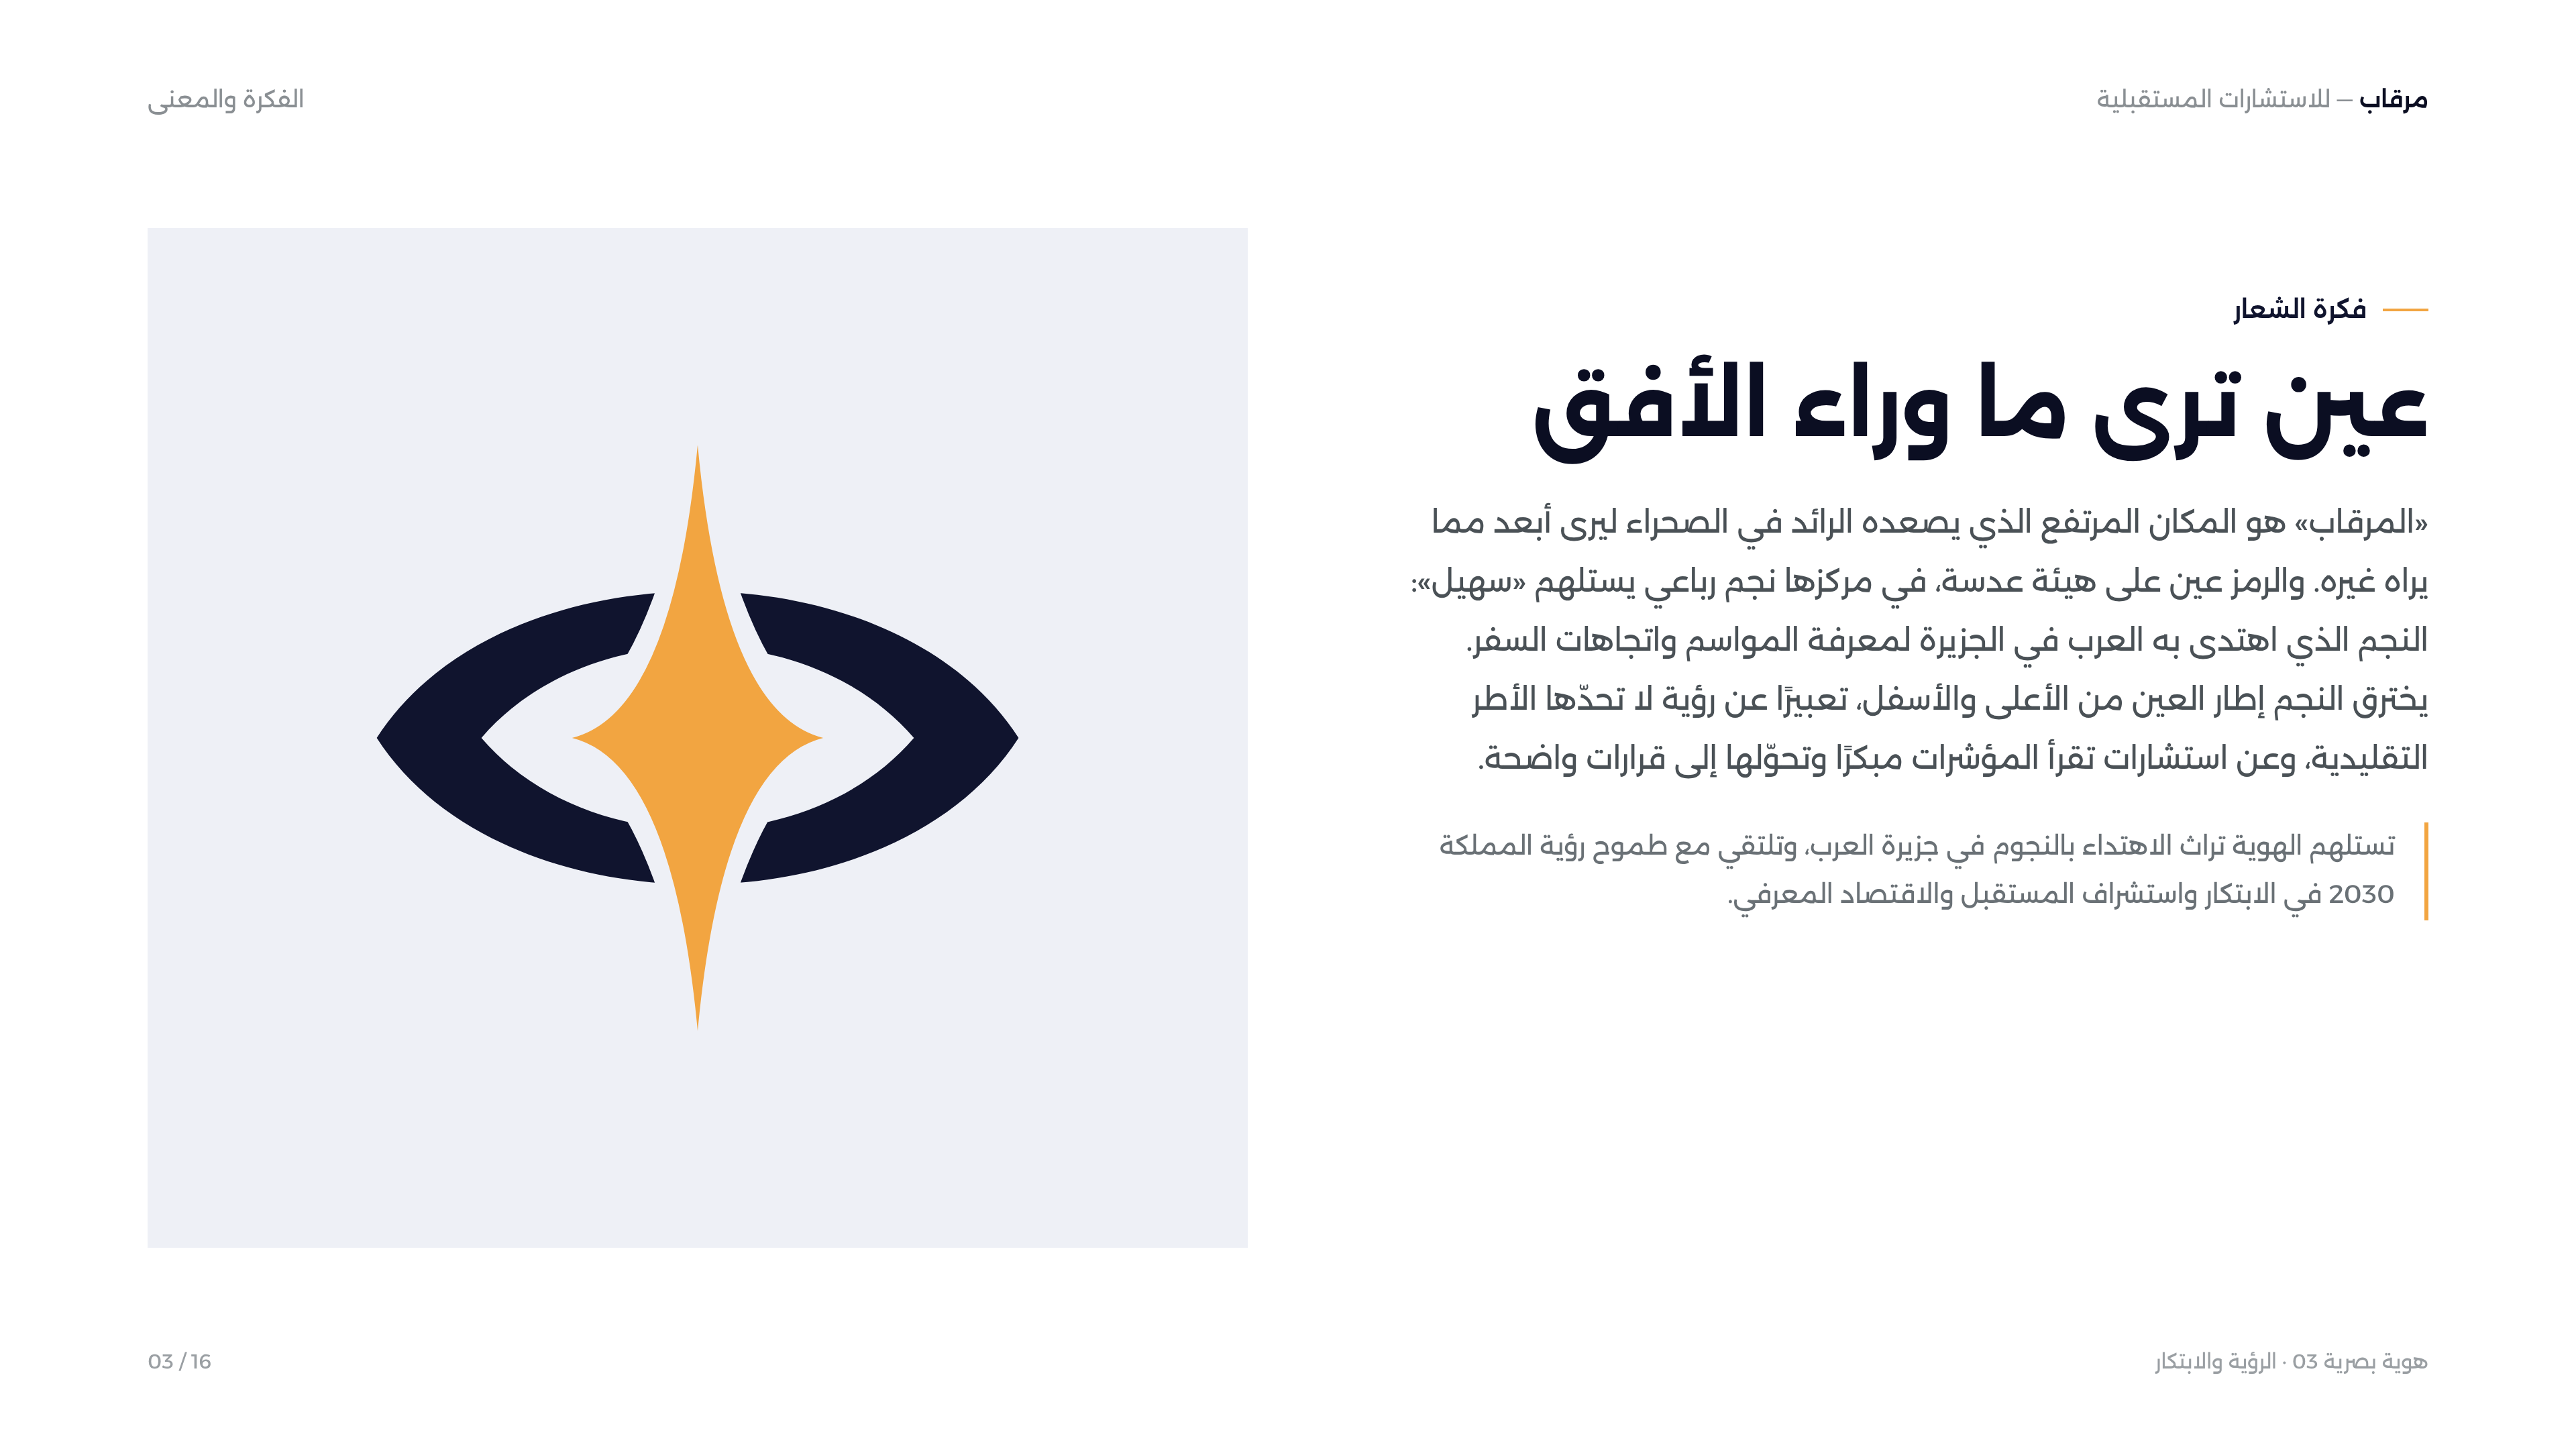 مرقاب — للاستشارات المستقبلية
الفكرة والمعنى
فكرة الشعار
عين ترى ما وراء الأفق
«المرقاب» هو المكان المرتفع الذي يصعده الرائد في الصحراء ليرى أبعد مما
يراه غيره. والرمز عين على هيئة عدسة، في مركزها نجم رباعي يستلهم «سهيل»:
النجم الذي اهتدى به العرب في الجزيرة لمعرفة المواسم واتجاهات السفر.
يخترق النجم إطار العين من الأعلى والأسفل، تعبيرًا عن رؤية لا تحدّها الأطر
التقليدية، وعن استشارات تقرأ المؤشرات مبكرًا وتحوّلها إلى قرارات واضحة.
تستلهم الهوية تراث الاهتداء بالنجوم في جزيرة العرب، وتلتقي مع طموح رؤية المملكة
2030 في الابتكار واستشراف المستقبل والاقتصاد المعرفي.
هوية بصرية 03 · الرؤية والابتكار
03 / 16